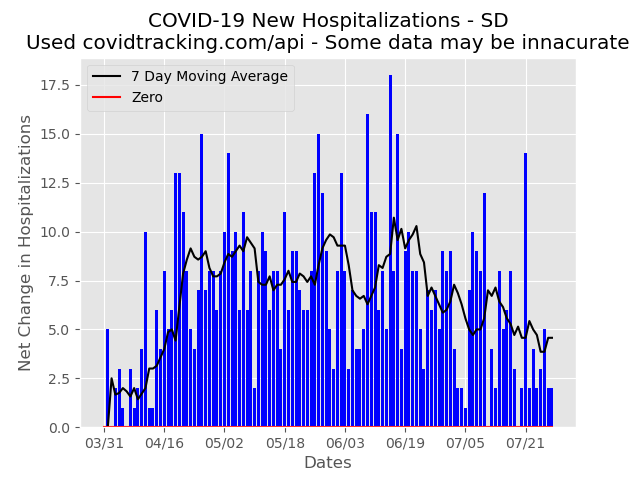 COVID-19 New Hospitalizations - SD
Used covidtracking.com/api - Some data may be innacurate
7 Day Moving Average
Zero
Net Change in Hospitalizations
17.5
15.0
12.5
10.0
7.5
5.0
2.5
0.0
03/31 04/16 05/02 05/18 06/03 06/19 07/05 07/21
Dates